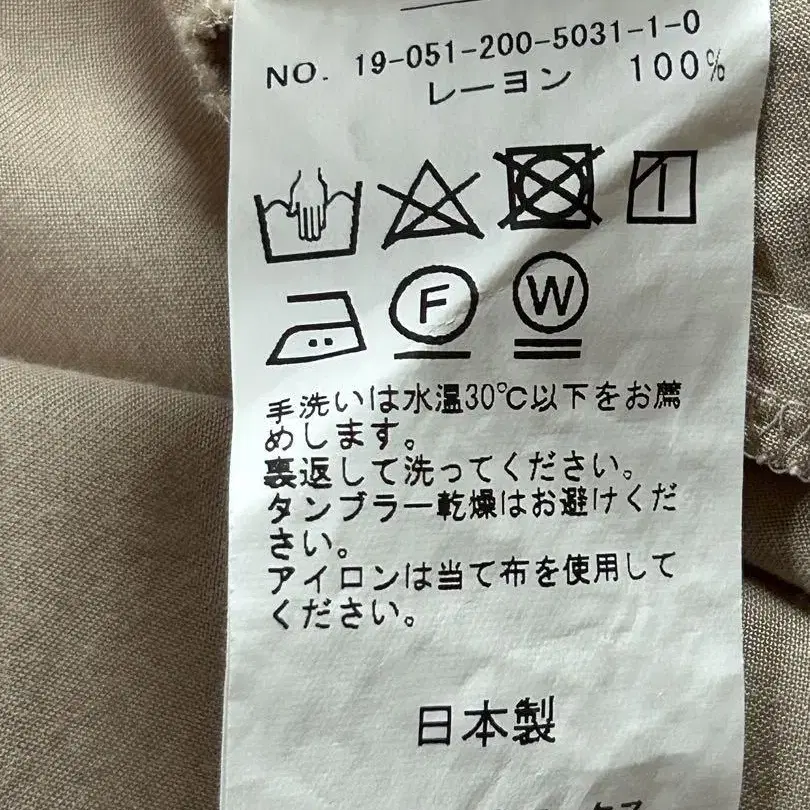 NO. 19-051-200-5031-1-0
レーヨン 100%
F
W
手洗いは水温30℃以下をお薦
めします。
裏返して洗ってください。
タンブラー乾燥はお避けくだ
さい。
アイロンは当て布を使用して
ください。
日本製